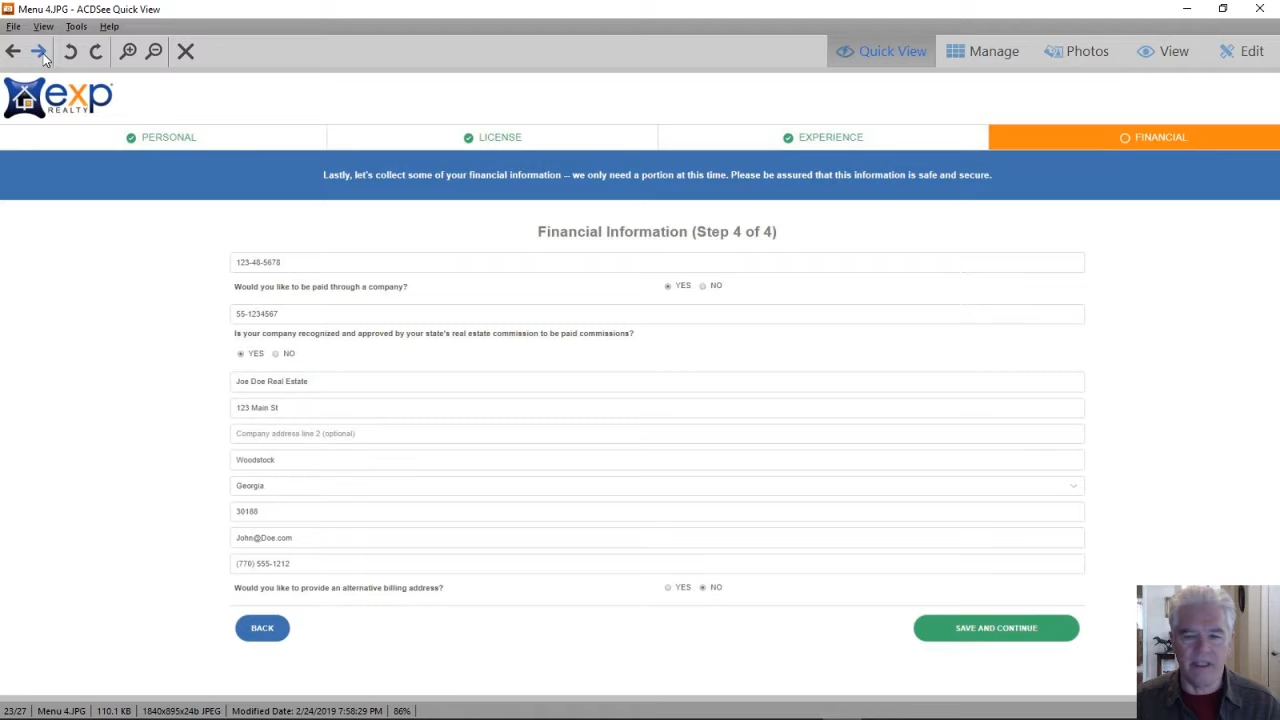 Menu 4.JPG - ACDSee Quick View
File View Tools Help
Quick View Manage Photos View Edit
exp
REALTY
PERSONAL LICENSE EXPERIENCE FINANCIAL
Lastly, let's collect some of your financial information -- we only need a portion at this time. Please be assured that this information is safe and secure.
Financial Information (Step 4 of 4)
123-48-5678
Would you like to be paid through a company? YES NO
55-1234567
Is your company recognized and approved by your state's real estate commission to be paid commissions?
YES NO
Joe Doe Real Estate
123 Main St
Company address line 2 (optional)
Woodstock
Georgia
30188
John@Doe.com
(770) 555-1212
Would you like to provide an alternative billing address? YES NO
BACK SAVE AND CONTINUE
23/27 Menu 4.JPG 110.1 KB 1840x895x24b JPEG Modified Date: 2/24/2019 7:58:29 PM 86%